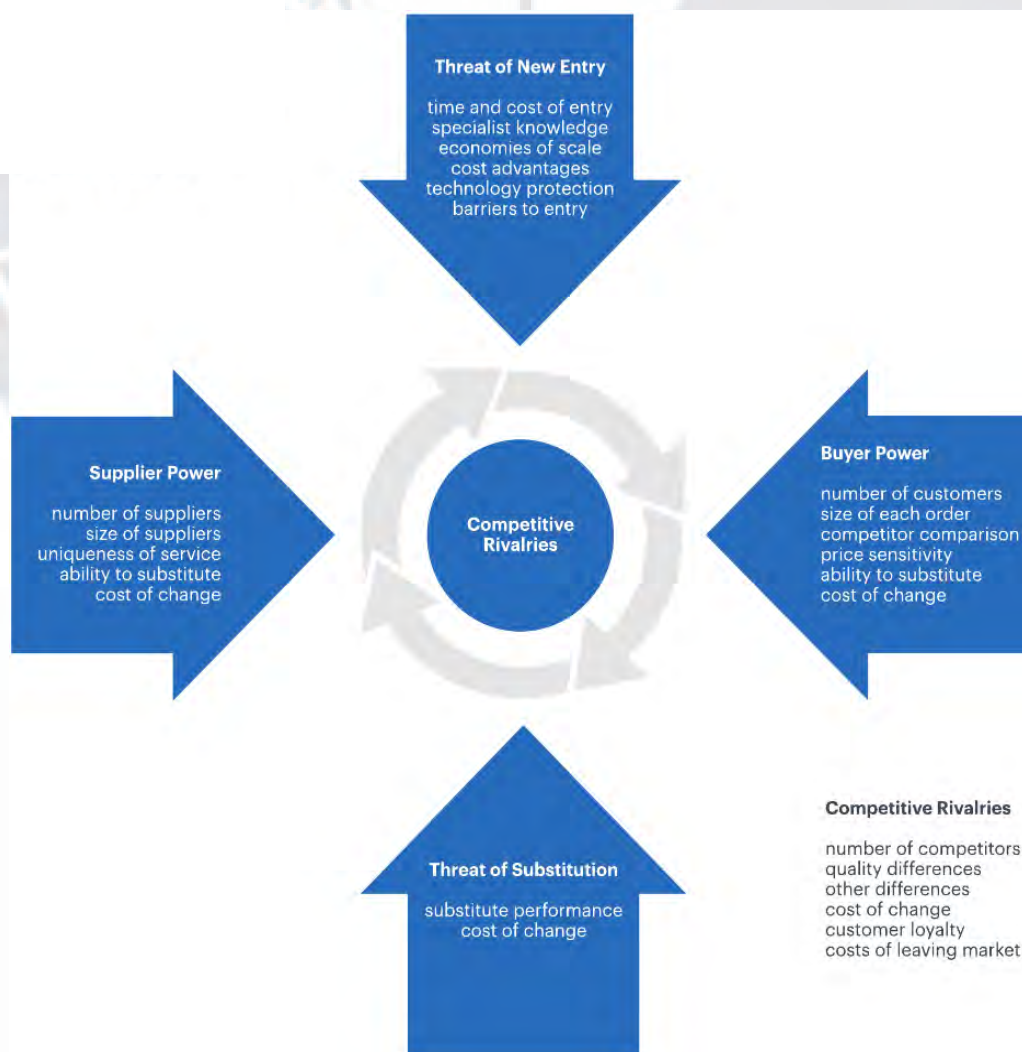 Threat of New Entry
time and cost of entry
specialist knowledge
economies of scale
cost advantages
technology protection
barriers to entry
Supplier Power
number of suppliers
size of suppliers
uniqueness of service
ability to substitute
cost of change
Competitive
Rivalries
Buyer Power
number of customers
size of each order
competitor comparison
price sensitivity
ability to substitute
cost of change
Threat of Substitution
substitute performance
cost of change
Competitive Rivalries
number of competitors
quality differences
other differences
cost of change
customer loyalty
costs of leaving market